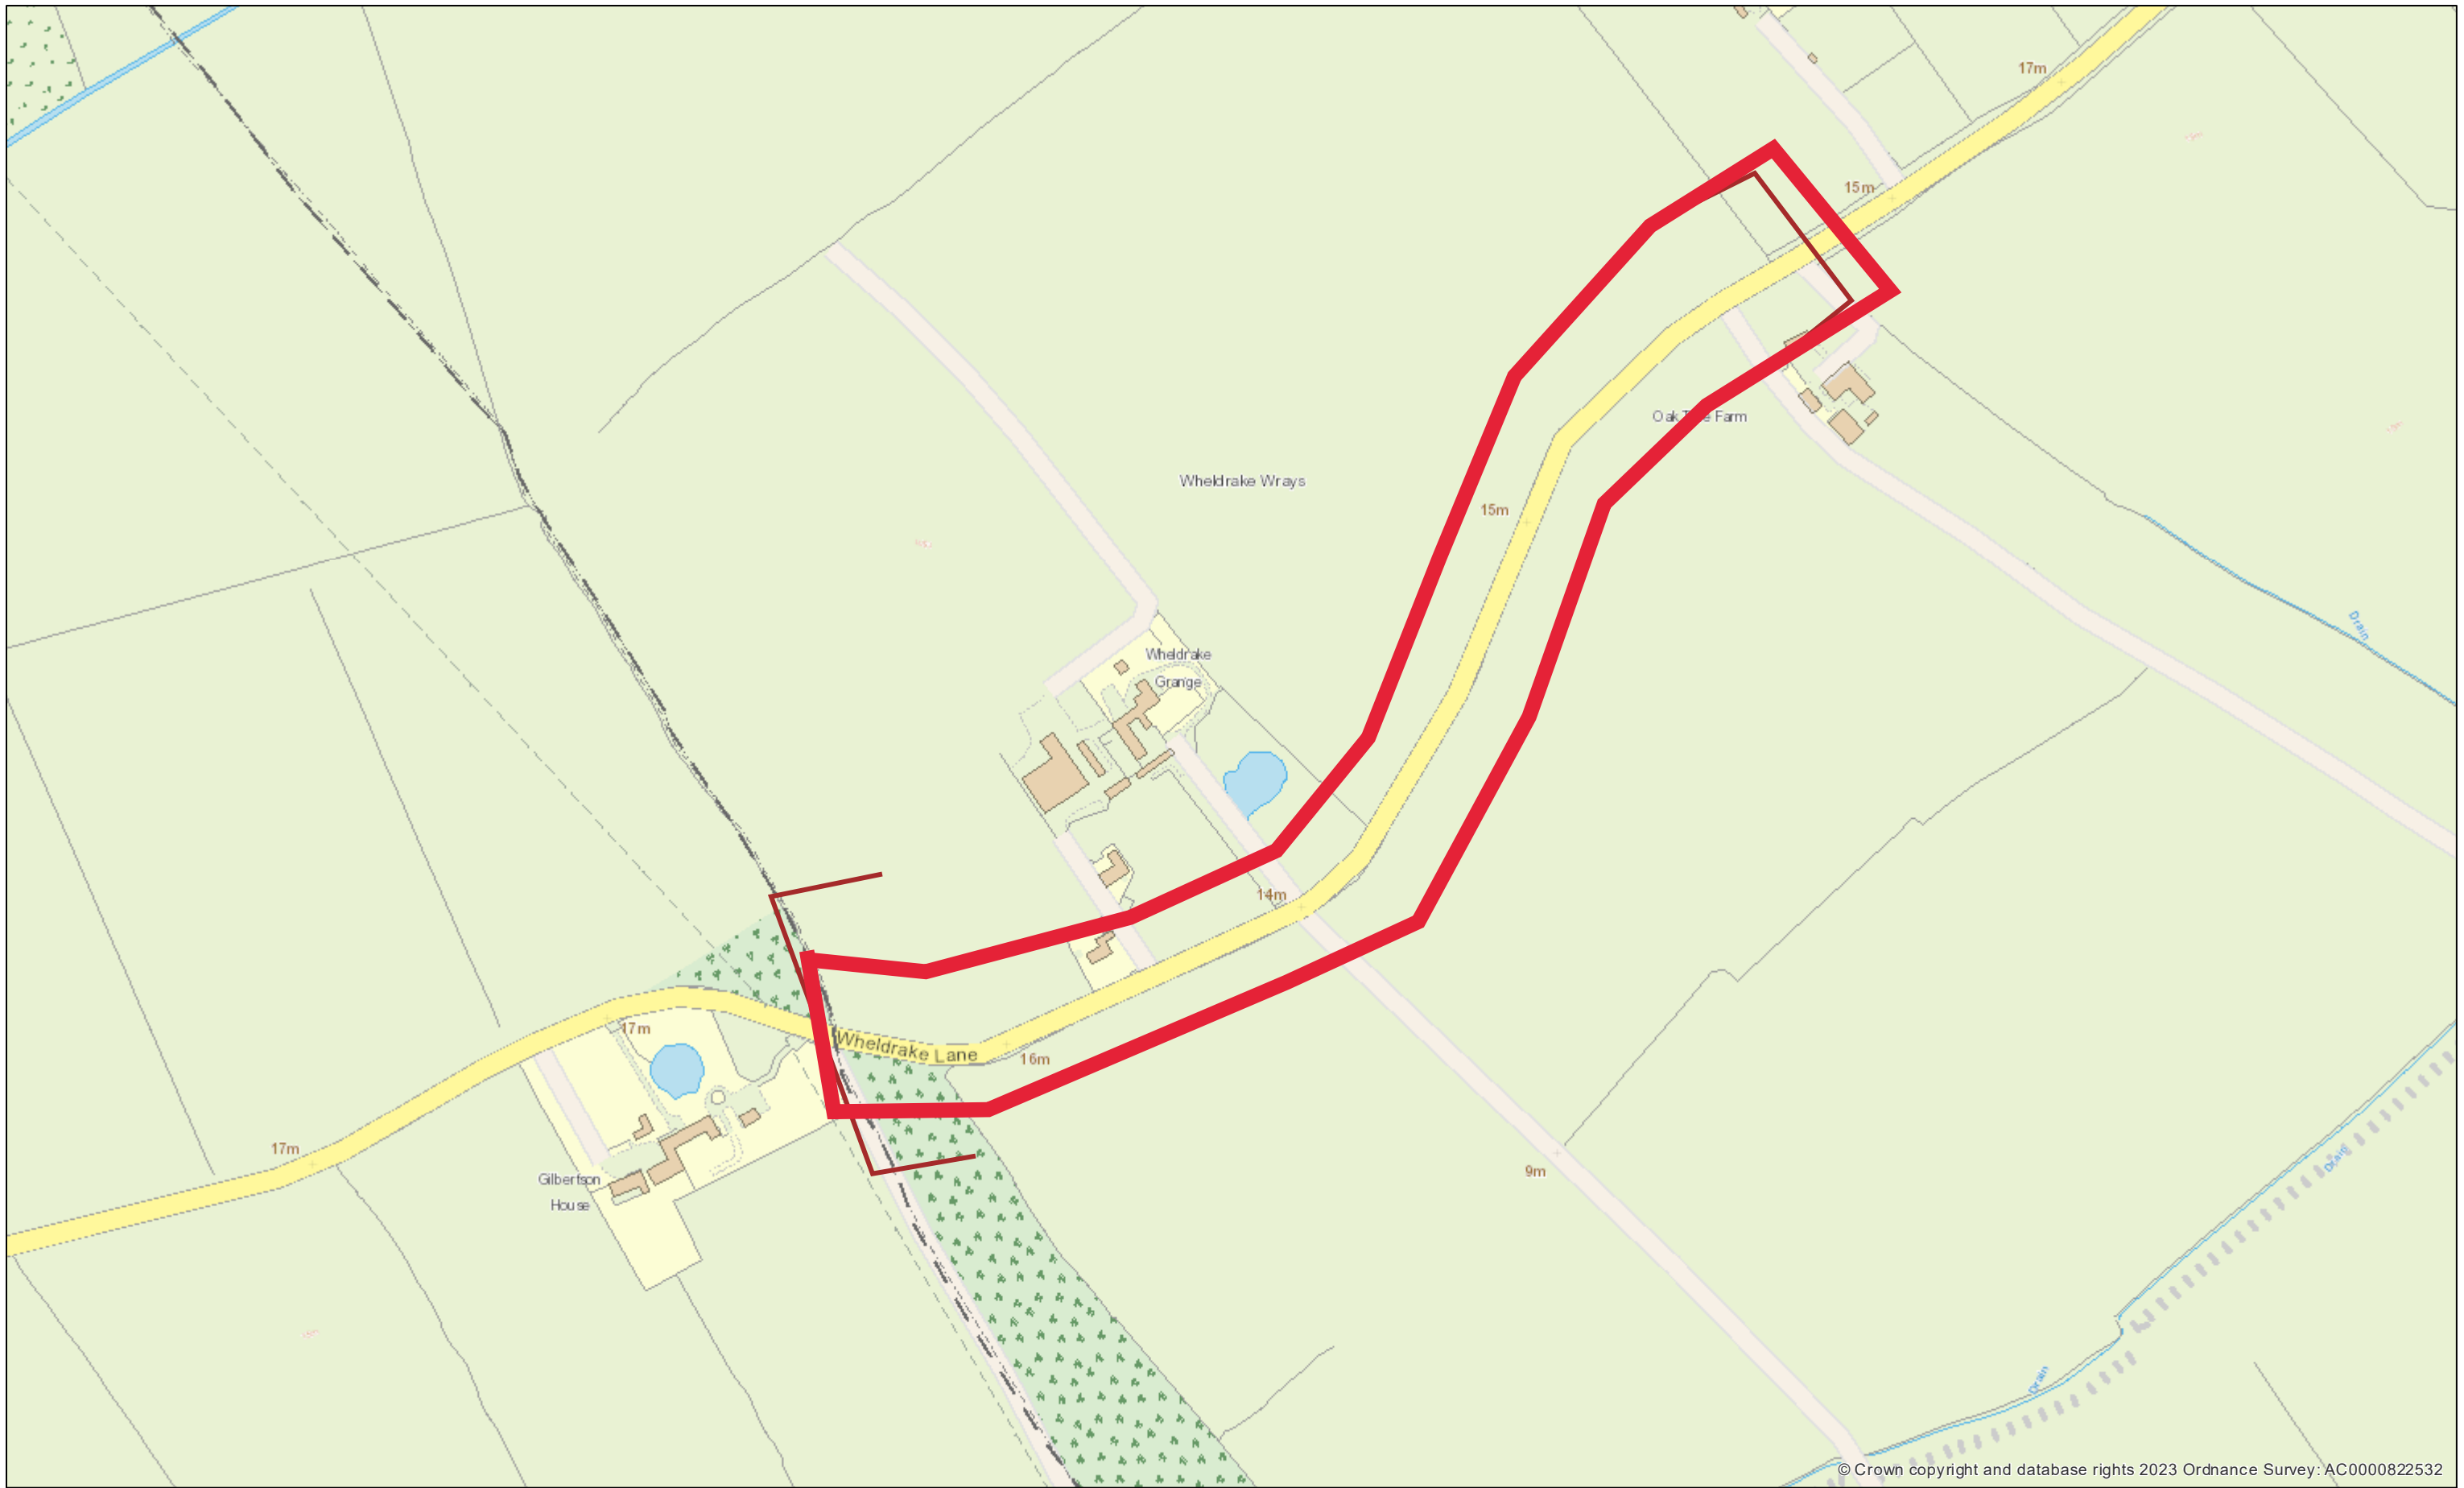 17m
15m
Oak Tree Farm
Wheldrake Wrays
15m
Wheldrake
Grange
Drain
14m
Wheldrake Lane
17m
16m
17m
Gilbertson
House
9m
Drain
Drain
© Crown copyright and database rights 2023 Ordnance Survey: AC0000822532